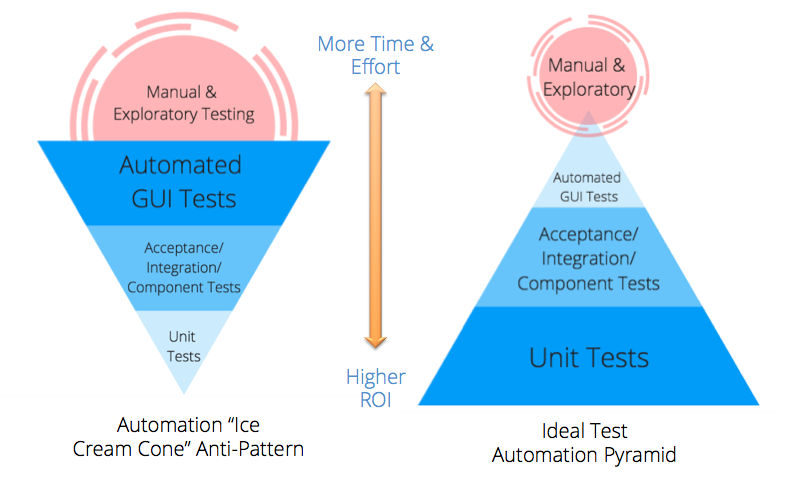 Manual &
Exploratory Testing
Automated
GUI Tests
Acceptance/
Integration/
Component Tests
Unit
Tests
Automation “Ice
Cream Cone” Anti-Pattern
More Time &
Effort
Higher
ROI
Manual &
Exploratory
Automated
GUI Tests
Acceptance/
Integration/
Component Tests
Unit Tests
Ideal Test
Automation Pyramid